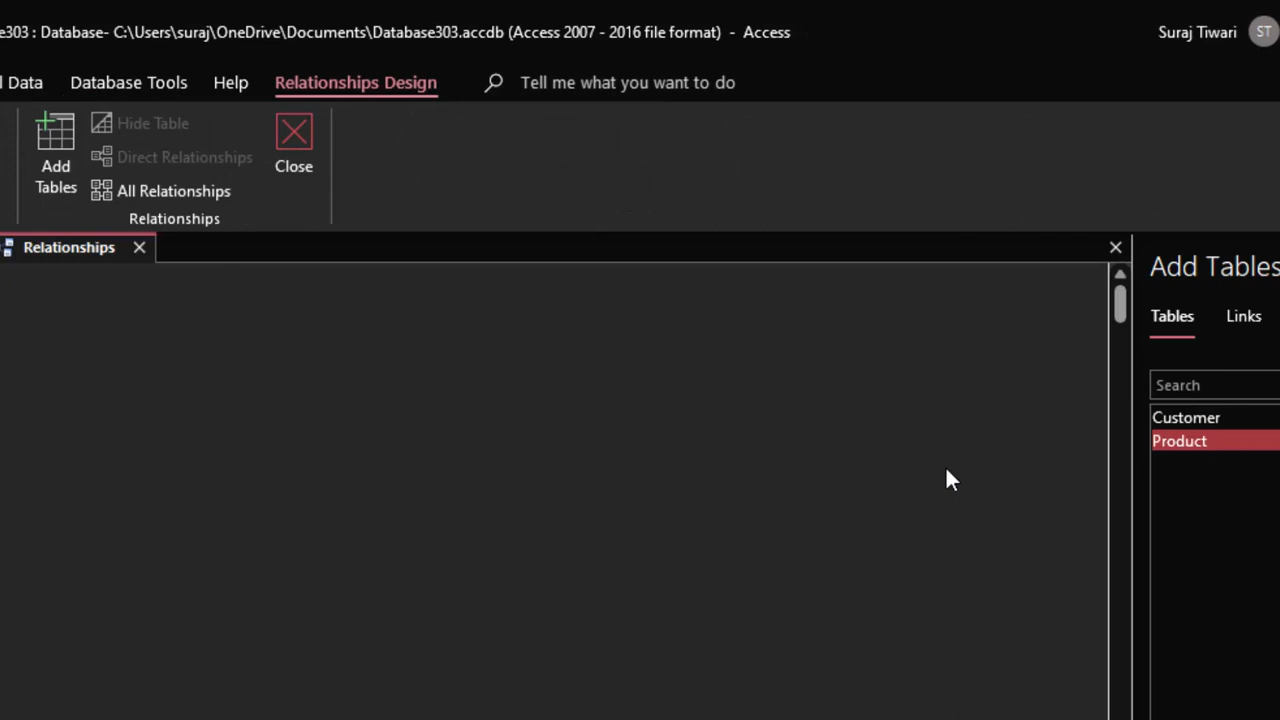 e303 : Database- C:\Users\suraj\OneDrive\Documents\Database303.accdb (Access 2007 - 2016 file format) - Access
Suraj Tiwari ST
l Data Database Tools Help Relationships Design Tell me what you want to do
Add Tables
Hide Table
Direct Relationships
All Relationships
Close
Relationships
Relationships
Add Tables
Tables Links
Search
Customer
Product